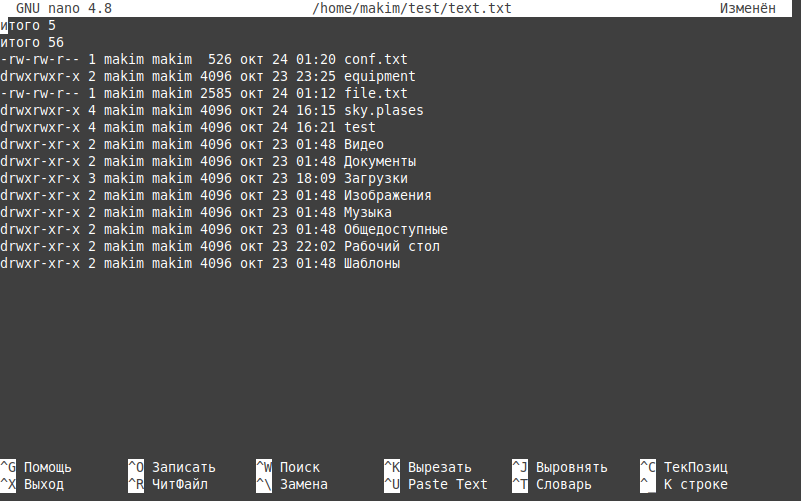 GNU nano 4.8 /home/makim/test/text.txt Изменён
итого 5
итого 56
-rw-rw-r-- 1 makim makim  526 окт 24 01:20 conf.txt
drwxrwxr-x 2 makim makim 4096 окт 23 23:25 equipment
-rw-rw-r-- 1 makim makim 2585 окт 24 01:12 file.txt
drwxrwxr-x 4 makim makim 4096 окт 24 16:15 sky.plases
drwxrwxr-x 4 makim makim 4096 окт 24 16:21 test
drwxr-xr-x 2 makim makim 4096 окт 23 01:48 Видео
drwxr-xr-x 2 makim makim 4096 окт 23 01:48 Документы
drwxr-xr-x 3 makim makim 4096 окт 23 18:09 Загрузки
drwxr-xr-x 2 makim makim 4096 окт 23 01:48 Изображения
drwxr-xr-x 2 makim makim 4096 окт 23 01:48 Музыка
drwxr-xr-x 2 makim makim 4096 окт 23 01:48 Общедоступные
drwxr-xr-x 2 makim makim 4096 окт 23 22:02 Рабочий стол
drwxr-xr-x 2 makim makim 4096 окт 23 01:48 Шаблоны
^G Помощь ^O Записать ^W Поиск ^K Вырезать ^J Выровнять ^C ТекПозиц
^X Выход ^R ЧитФайл ^\ Замена ^U Paste Text ^T Словарь ^_ К строке